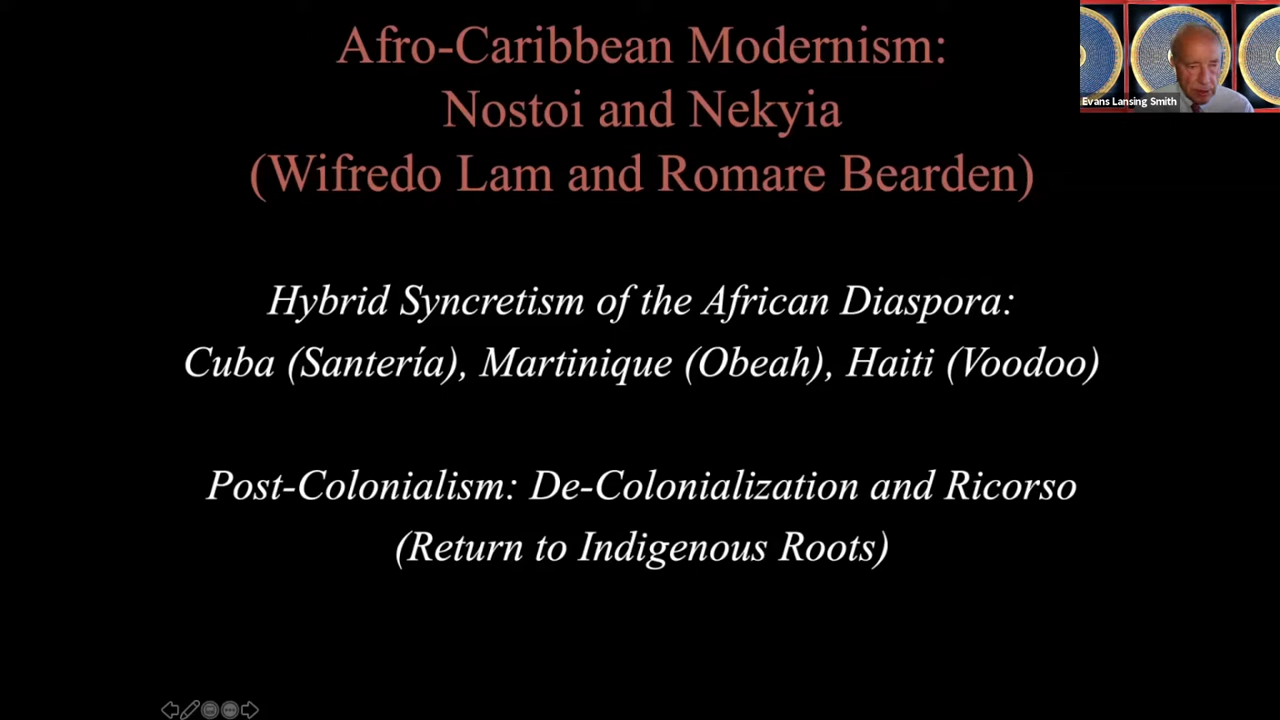 Afro-Caribbean Modernism:
Nostoi and Nekyia
(Wifredo Lam and Romare Bearden)
Evans Lansing Smith
Hybrid Syncretism of the African Diaspora:
Cuba (Santería), Martinique (Obeah), Haiti (Voodoo)
Post-Colonialism: De-Colonialization and Ricorso
(Return to Indigenous Roots)